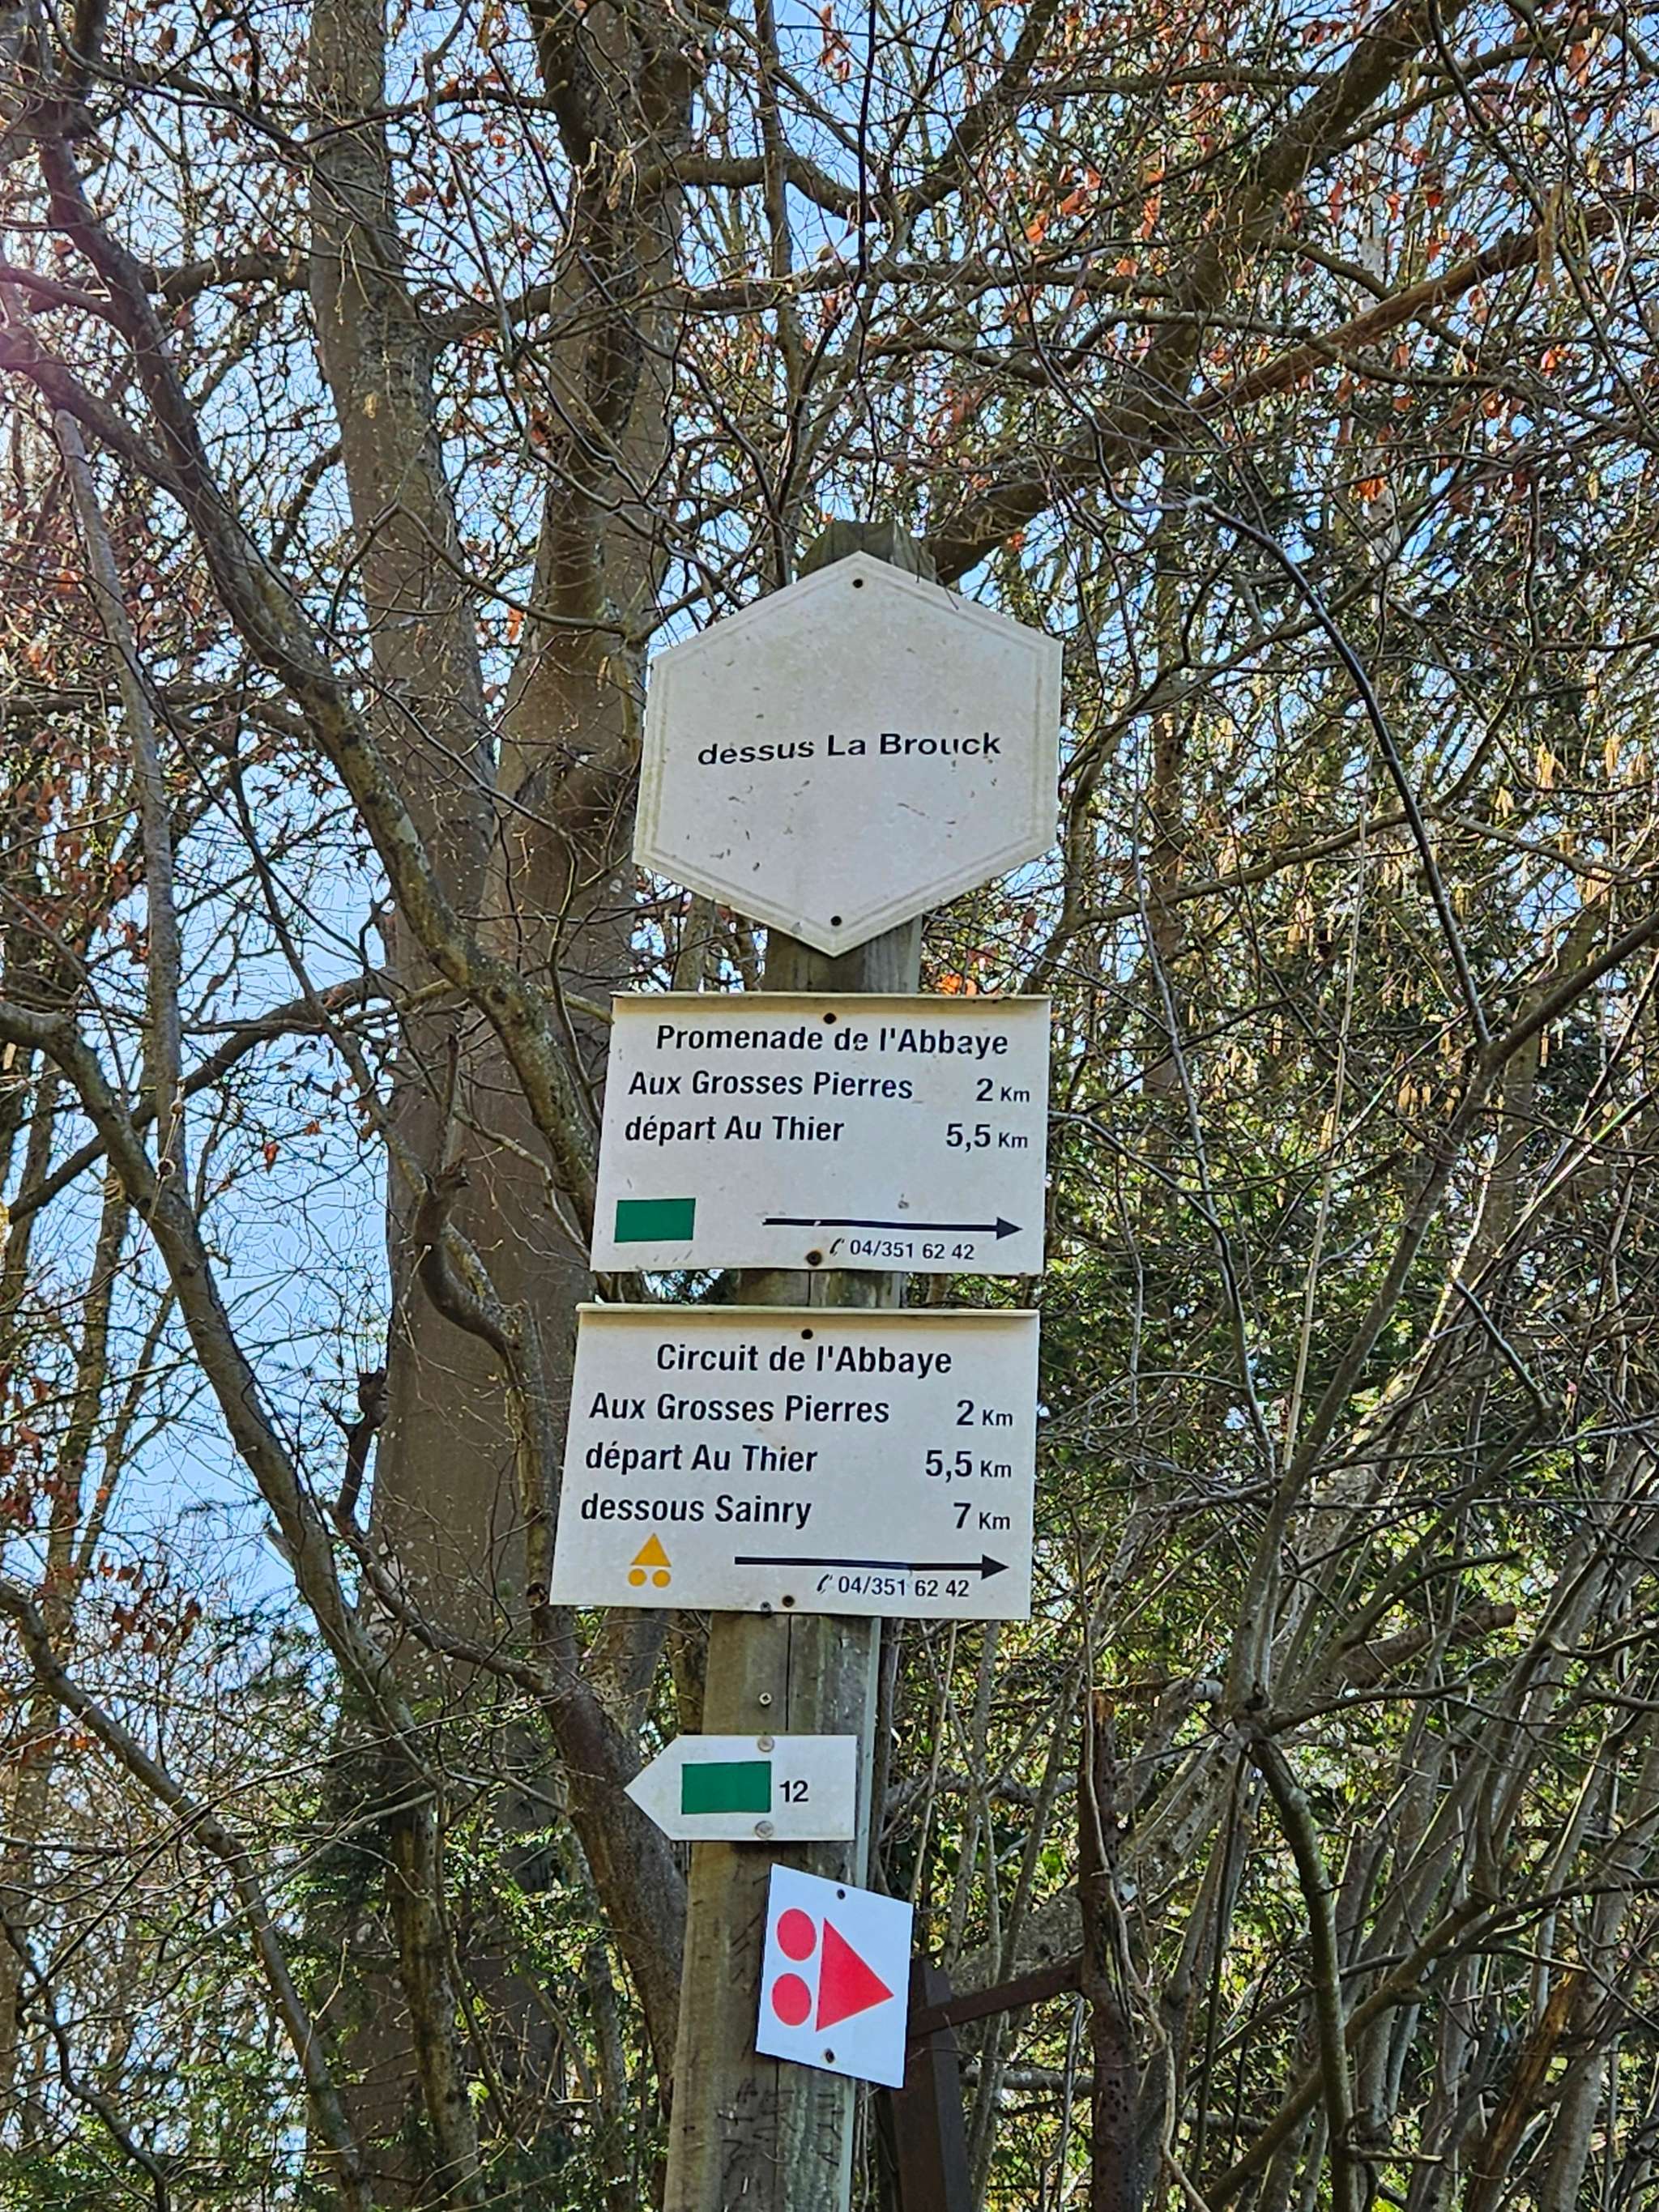 dessus La Brouck
Promenade de l'Abbaye
Aux Grosses Pierres 2 Km
départ Au Thier 5,5 Km
04/351 62 42
Circuit de l'Abbaye
Aux Grosses Pierres 2 Km
départ Au Thier 5,5 Km
dessous Sainry 7 Km
04/351 62 42
12